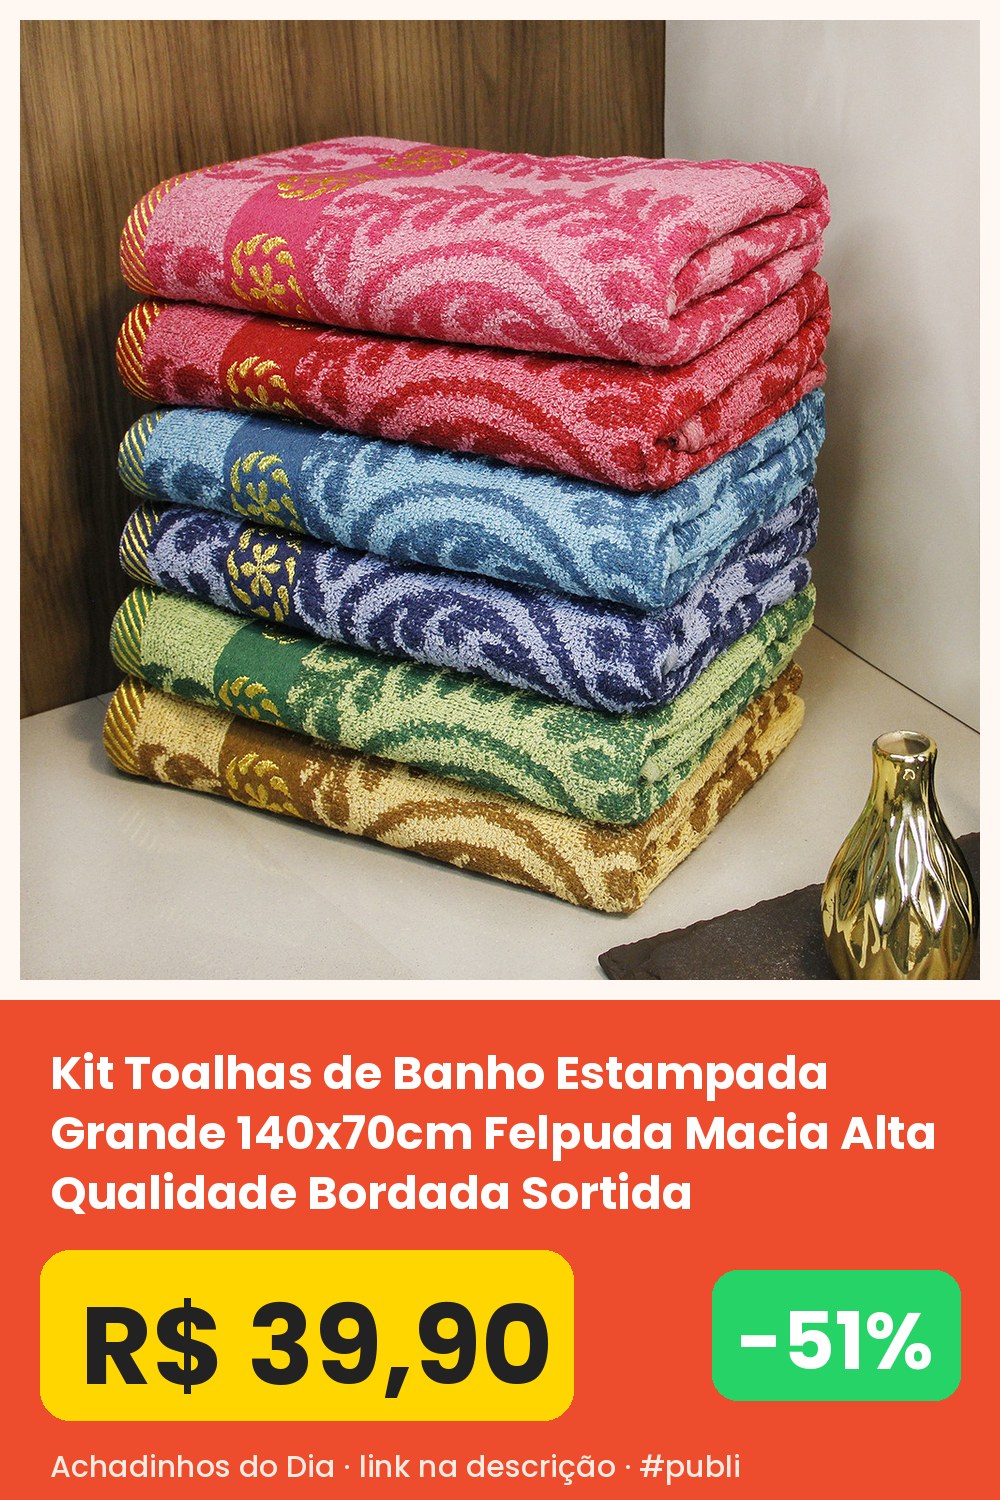 Kit Toalhas de Banho Estampada
Grande 140x70cm Felpuda Macia Alta
Qualidade Bordada Sortida
R$ 39,90
-51%
Achadinhos do Dia · link na descrição · #publi